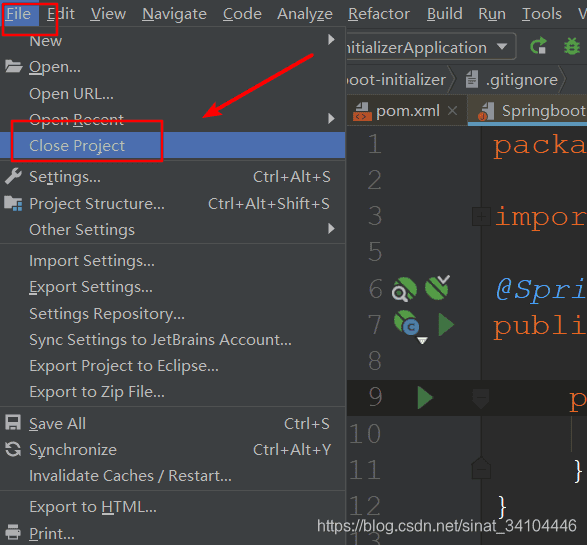 File Edit View Navigate Code Analyze Refactor Build Run Tools V
New
Open...
Open URL...
Open Recent
Close Project
Settings... Ctrl+Alt+S
Project Structure... Ctrl+Alt+Shift+S
Other Settings
Import Settings...
Export Settings...
Settings Repository...
Sync Settings to JetBrains Account...
Export Project to Eclipse...
Export to Zip File...
Save All Ctrl+S
Synchronize Ctrl+Alt+Y
Invalidate Caches / Restart...
Export to HTML...
Print...
nitializerApplication
boot-initializer .gitignore
pom.xml Springboot
1 packa
2
3 impor
5
6 @Spri
7 publi
8
9 p
10
11 }
}
https://blog.csdn.net/sinat_34104446